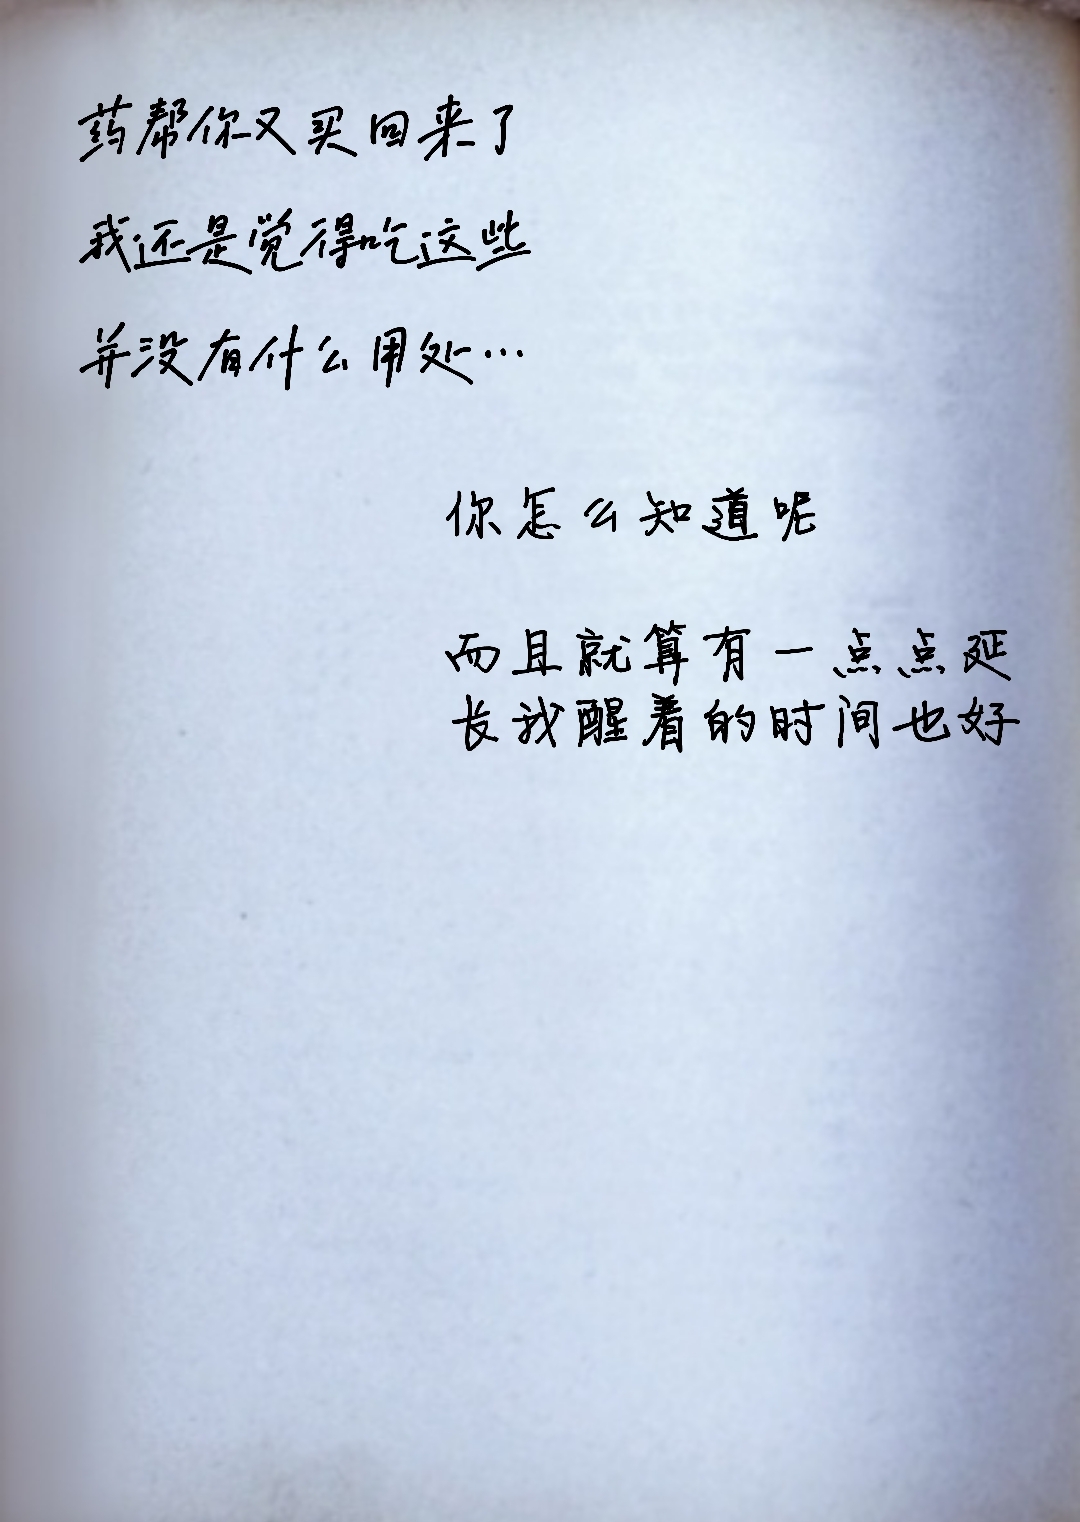 药帮你又买回来了
我还是觉得吃这些
并没有什么用处…
你怎么知道呢
而且就算有一点点延
长我醒着的时间也好